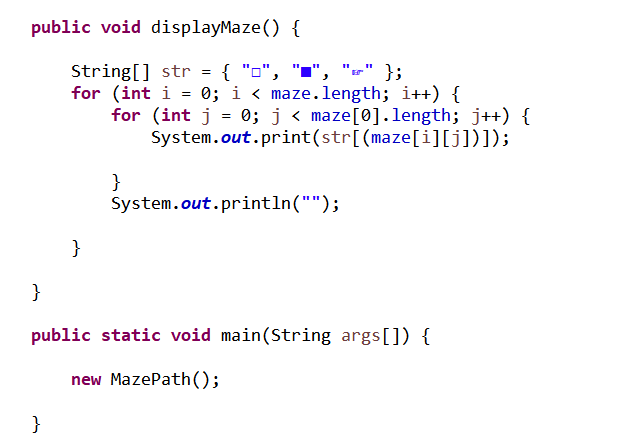 public void displayMaze() {
String[] str = { "□", "■", "☞" };
for (int i = 0; i < maze.length; i++) {
for (int j = 0; j < maze[0].length; j++) {
System.out.print(str[(maze[i][j])]);
}
System.out.println("");
}
}
public static void main(String args[]) {
new MazePath();
}